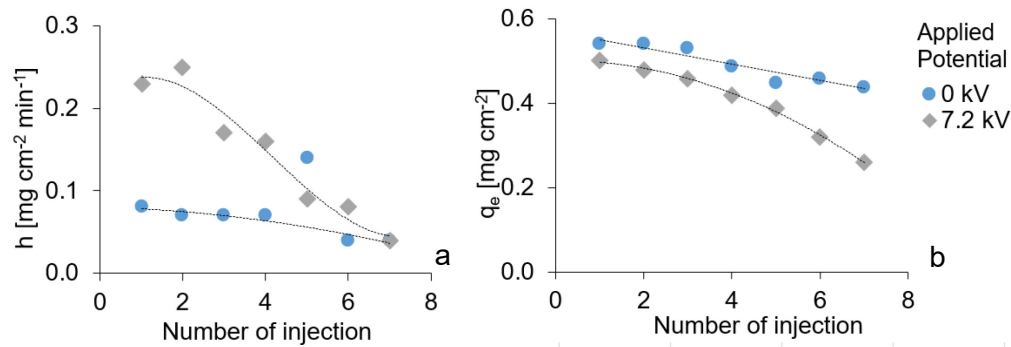 0.3
0.2
0.1
0.0
h [mg cm⁻² min⁻¹]
0 2 4 6 8
Number of injection
a
0.6
0.4
0.2
0.0
qₑ [mg cm⁻²]
0 2 4 6 8
Number of injection
b
Applied
Potential
0 kV
7.2 kV